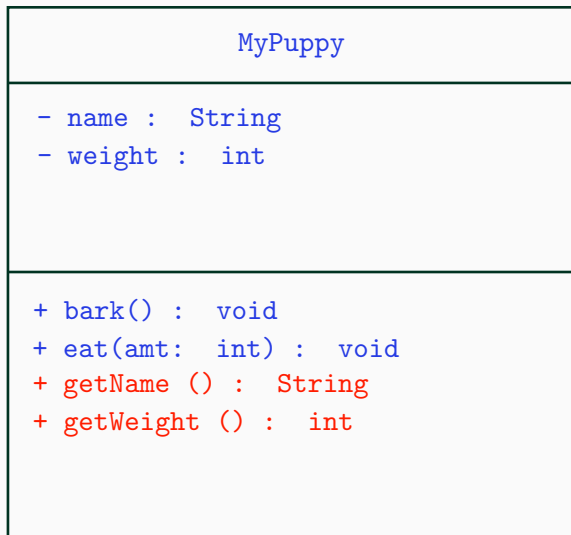 MyPuppy
- name : String
- weight : int
+ bark() : void
+ eat(amt: int) : void
+ getName () : String
+ getWeight () : int